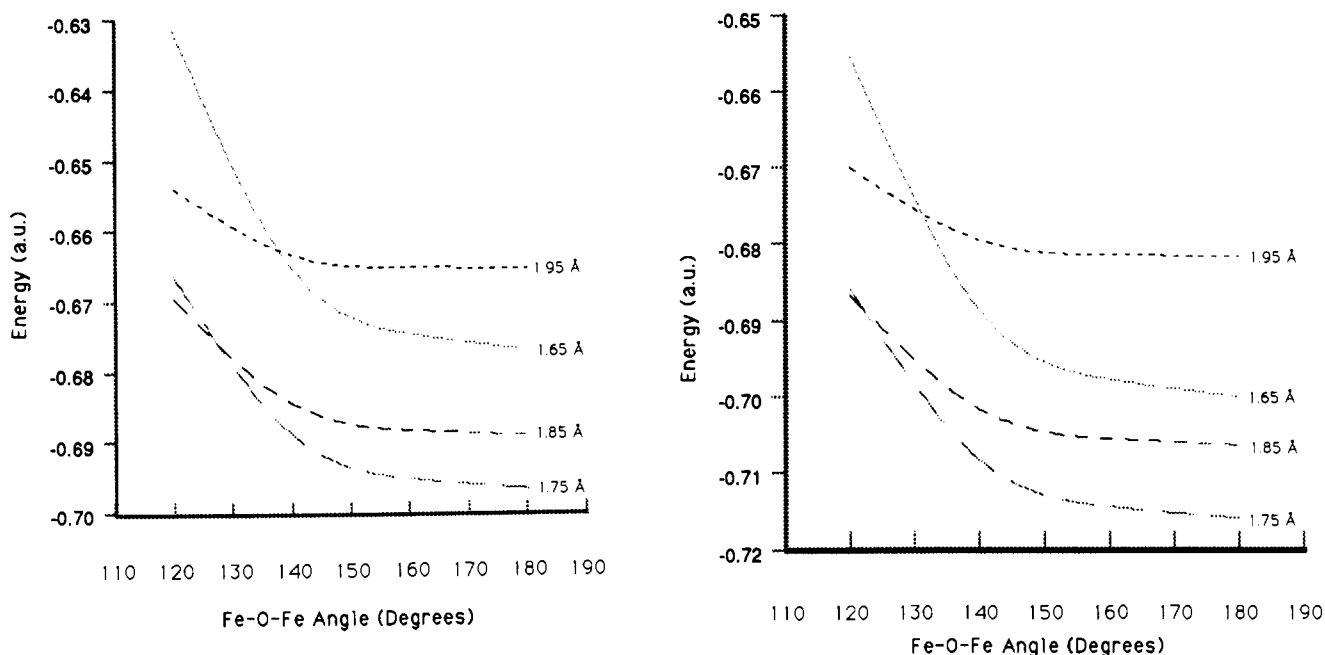 -0.63
-0.64
-0.65
-0.66
-0.67
-0.68
-0.69
-0.70
Energy (a.u.)
1.95 Å
1.65 Å
1.85 Å
1.75 Å
110 120 130 140 150 160 170 180 190
Fe-O-Fe Angle (Degrees)
-0.65
-0.66
-0.67
-0.68
-0.69
-0.70
-0.71
-0.72
Energy (a.u.)
1.95 Å
1.65 Å
1.85 Å
1.75 Å
110 120 130 140 150 160 170 180 190
Fe-O-Fe Angle (Degrees)